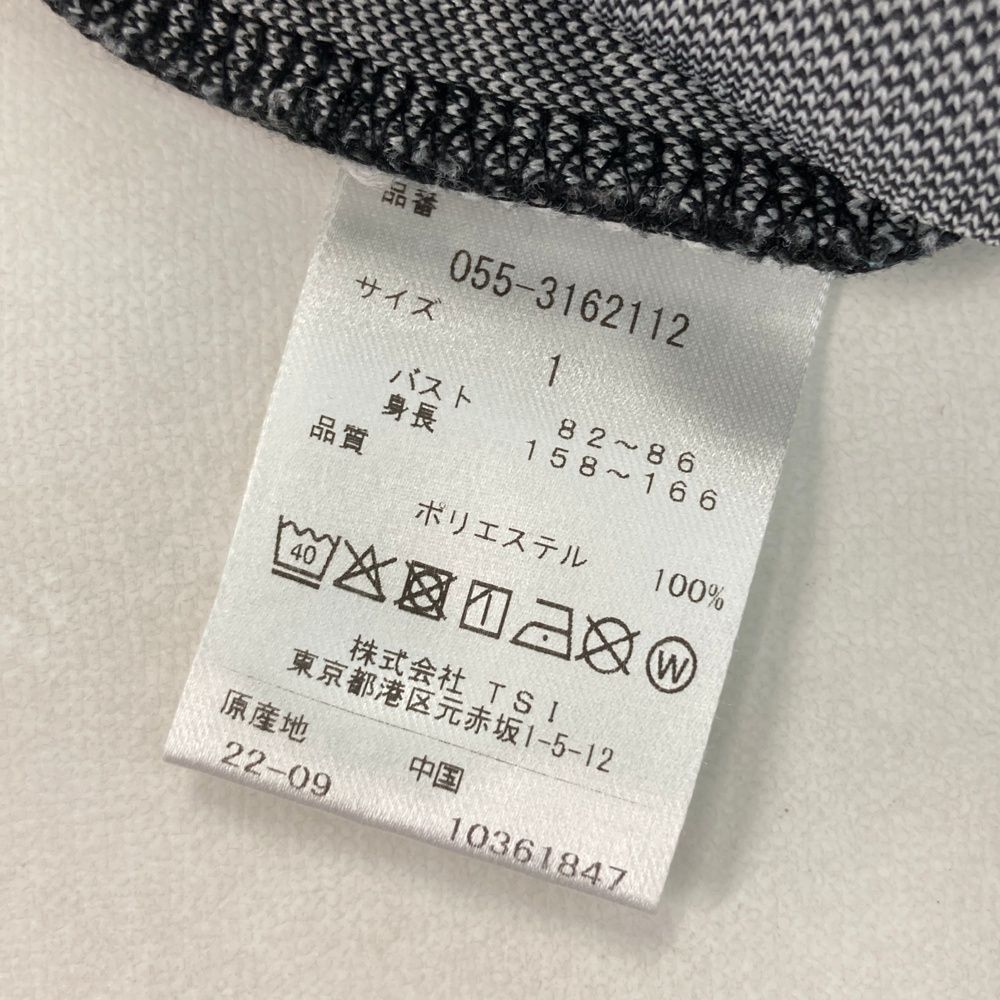 品番
055-3162112
サイズ
1
バスト 82～86
身長 158～166
品質
ポリエステル 100%
40
W
株式会社 TSI
東京都港区元赤坂1-5-12
原産地 中国
22-09 10361847